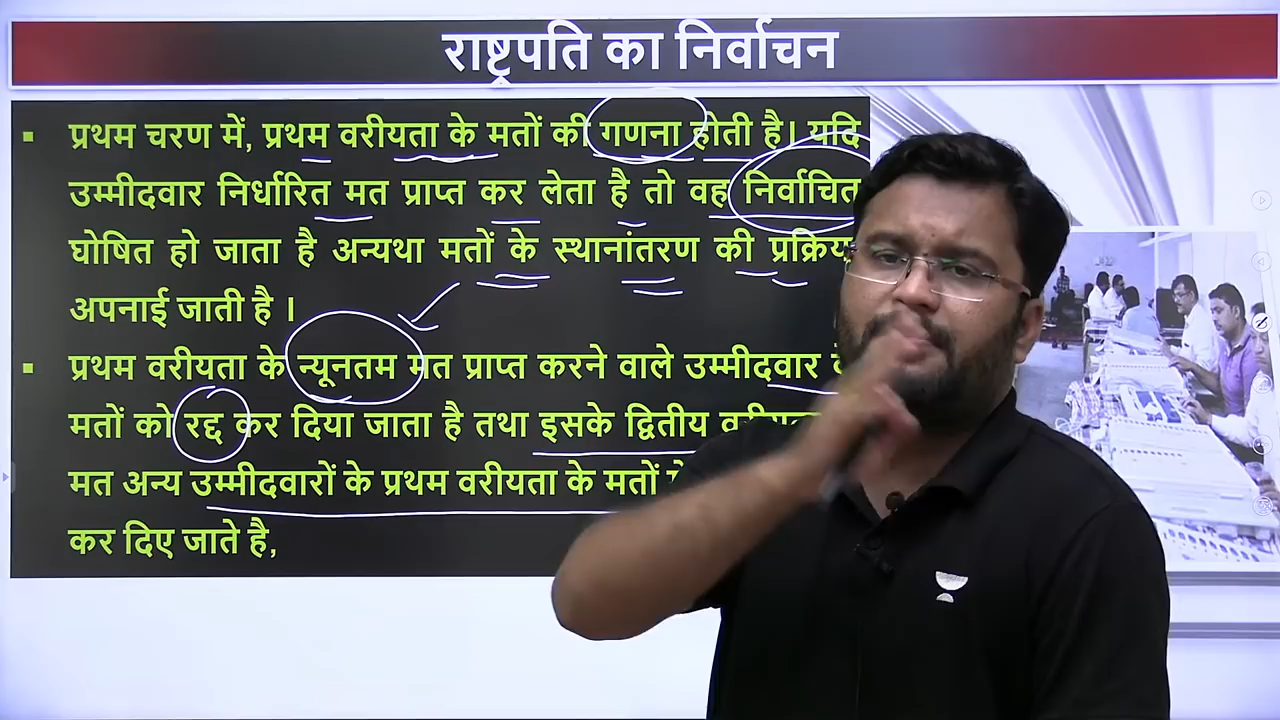 राष्ट्रपति का निर्वाचन
▪ प्रथम चरण में, प्रथम वरीयता के मतों की गणना होती है। यदि
उम्मीदवार निर्धारित मत प्राप्त कर लेता है तो वह निर्वाचित
घोषित हो जाता है अन्यथा मतों के स्थानांतरण की
अपनाई जाती है ।
▪ प्रथम वरीयता के न्यूनतम मत प्राप्त करने वाले उम्मीदवार
मतों को रद्द कर दिया जाता है तथा इसके द्वितीय
मत अन्य उम्मीदवारों के प्रथम वरीयता के मतों
कर दिए जाते है,